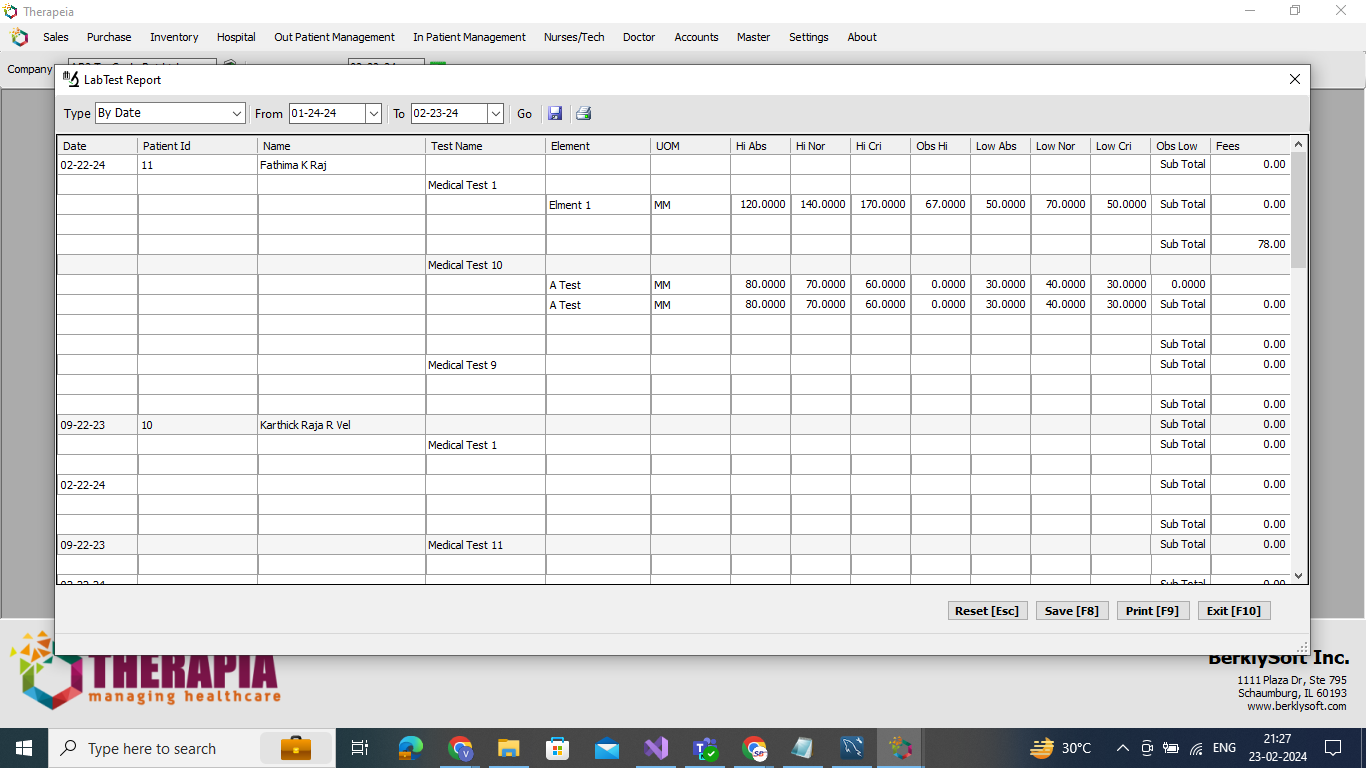 Therapeia
Sales Purchase Inventory Hospital Out Patient Management In Patient Management Nurses/Tech Doctor Accounts Master Settings About
Company
LabTest Report
Type By Date From 01-24-24 To 02-23-24 Go
Date Patient Id Name Test Name Element UOM Hi Abs Hi Nor Hi Cri Obs Hi Low Abs Low Nor Low Cri Obs Low Fees
02-22-24 11 Fathima K Raj Sub Total 0.00
Medical Test 1
Elment 1 MM 120.0000 140.0000 170.0000 67.0000 50.0000 70.0000 50.0000 Sub Total 0.00
Sub Total 78.00
Medical Test 10
A Test MM 80.0000 70.0000 60.0000 0.0000 30.0000 40.0000 30.0000 0.0000
A Test MM 80.0000 70.0000 60.0000 0.0000 30.0000 40.0000 30.0000 Sub Total 0.00
Sub Total 0.00
Medical Test 9 Sub Total 0.00
Sub Total 0.00
09-22-23 10 Karthick Raja R Vel Sub Total 0.00
Medical Test 1 Sub Total 0.00
02-22-24 Sub Total 0.00
Sub Total 0.00
09-22-23 Medical Test 11 Sub Total 0.00
02-22-24 Sub Total 0.00
Reset [Esc] Save [F8] Print [F9] Exit [F10]
THERAPIA
managing healthcare
BerklySoft Inc.
1111 Plaza Dr, Ste 795
Schaumburg, IL 60193
www.berklysoft.com
Type here to search
30°C
ENG
21:27
23-02-2024